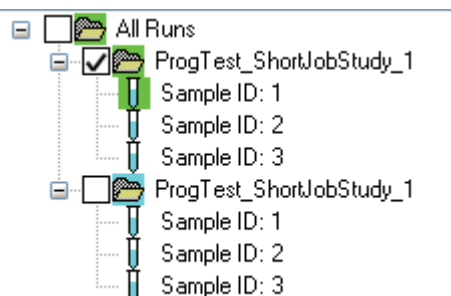 All Runs
ProgTest_ShortJobStudy_1
Sample ID: 1
Sample ID: 2
Sample ID: 3
ProgTest_ShortJobStudy_1
Sample ID: 1
Sample ID: 2
Sample ID: 3